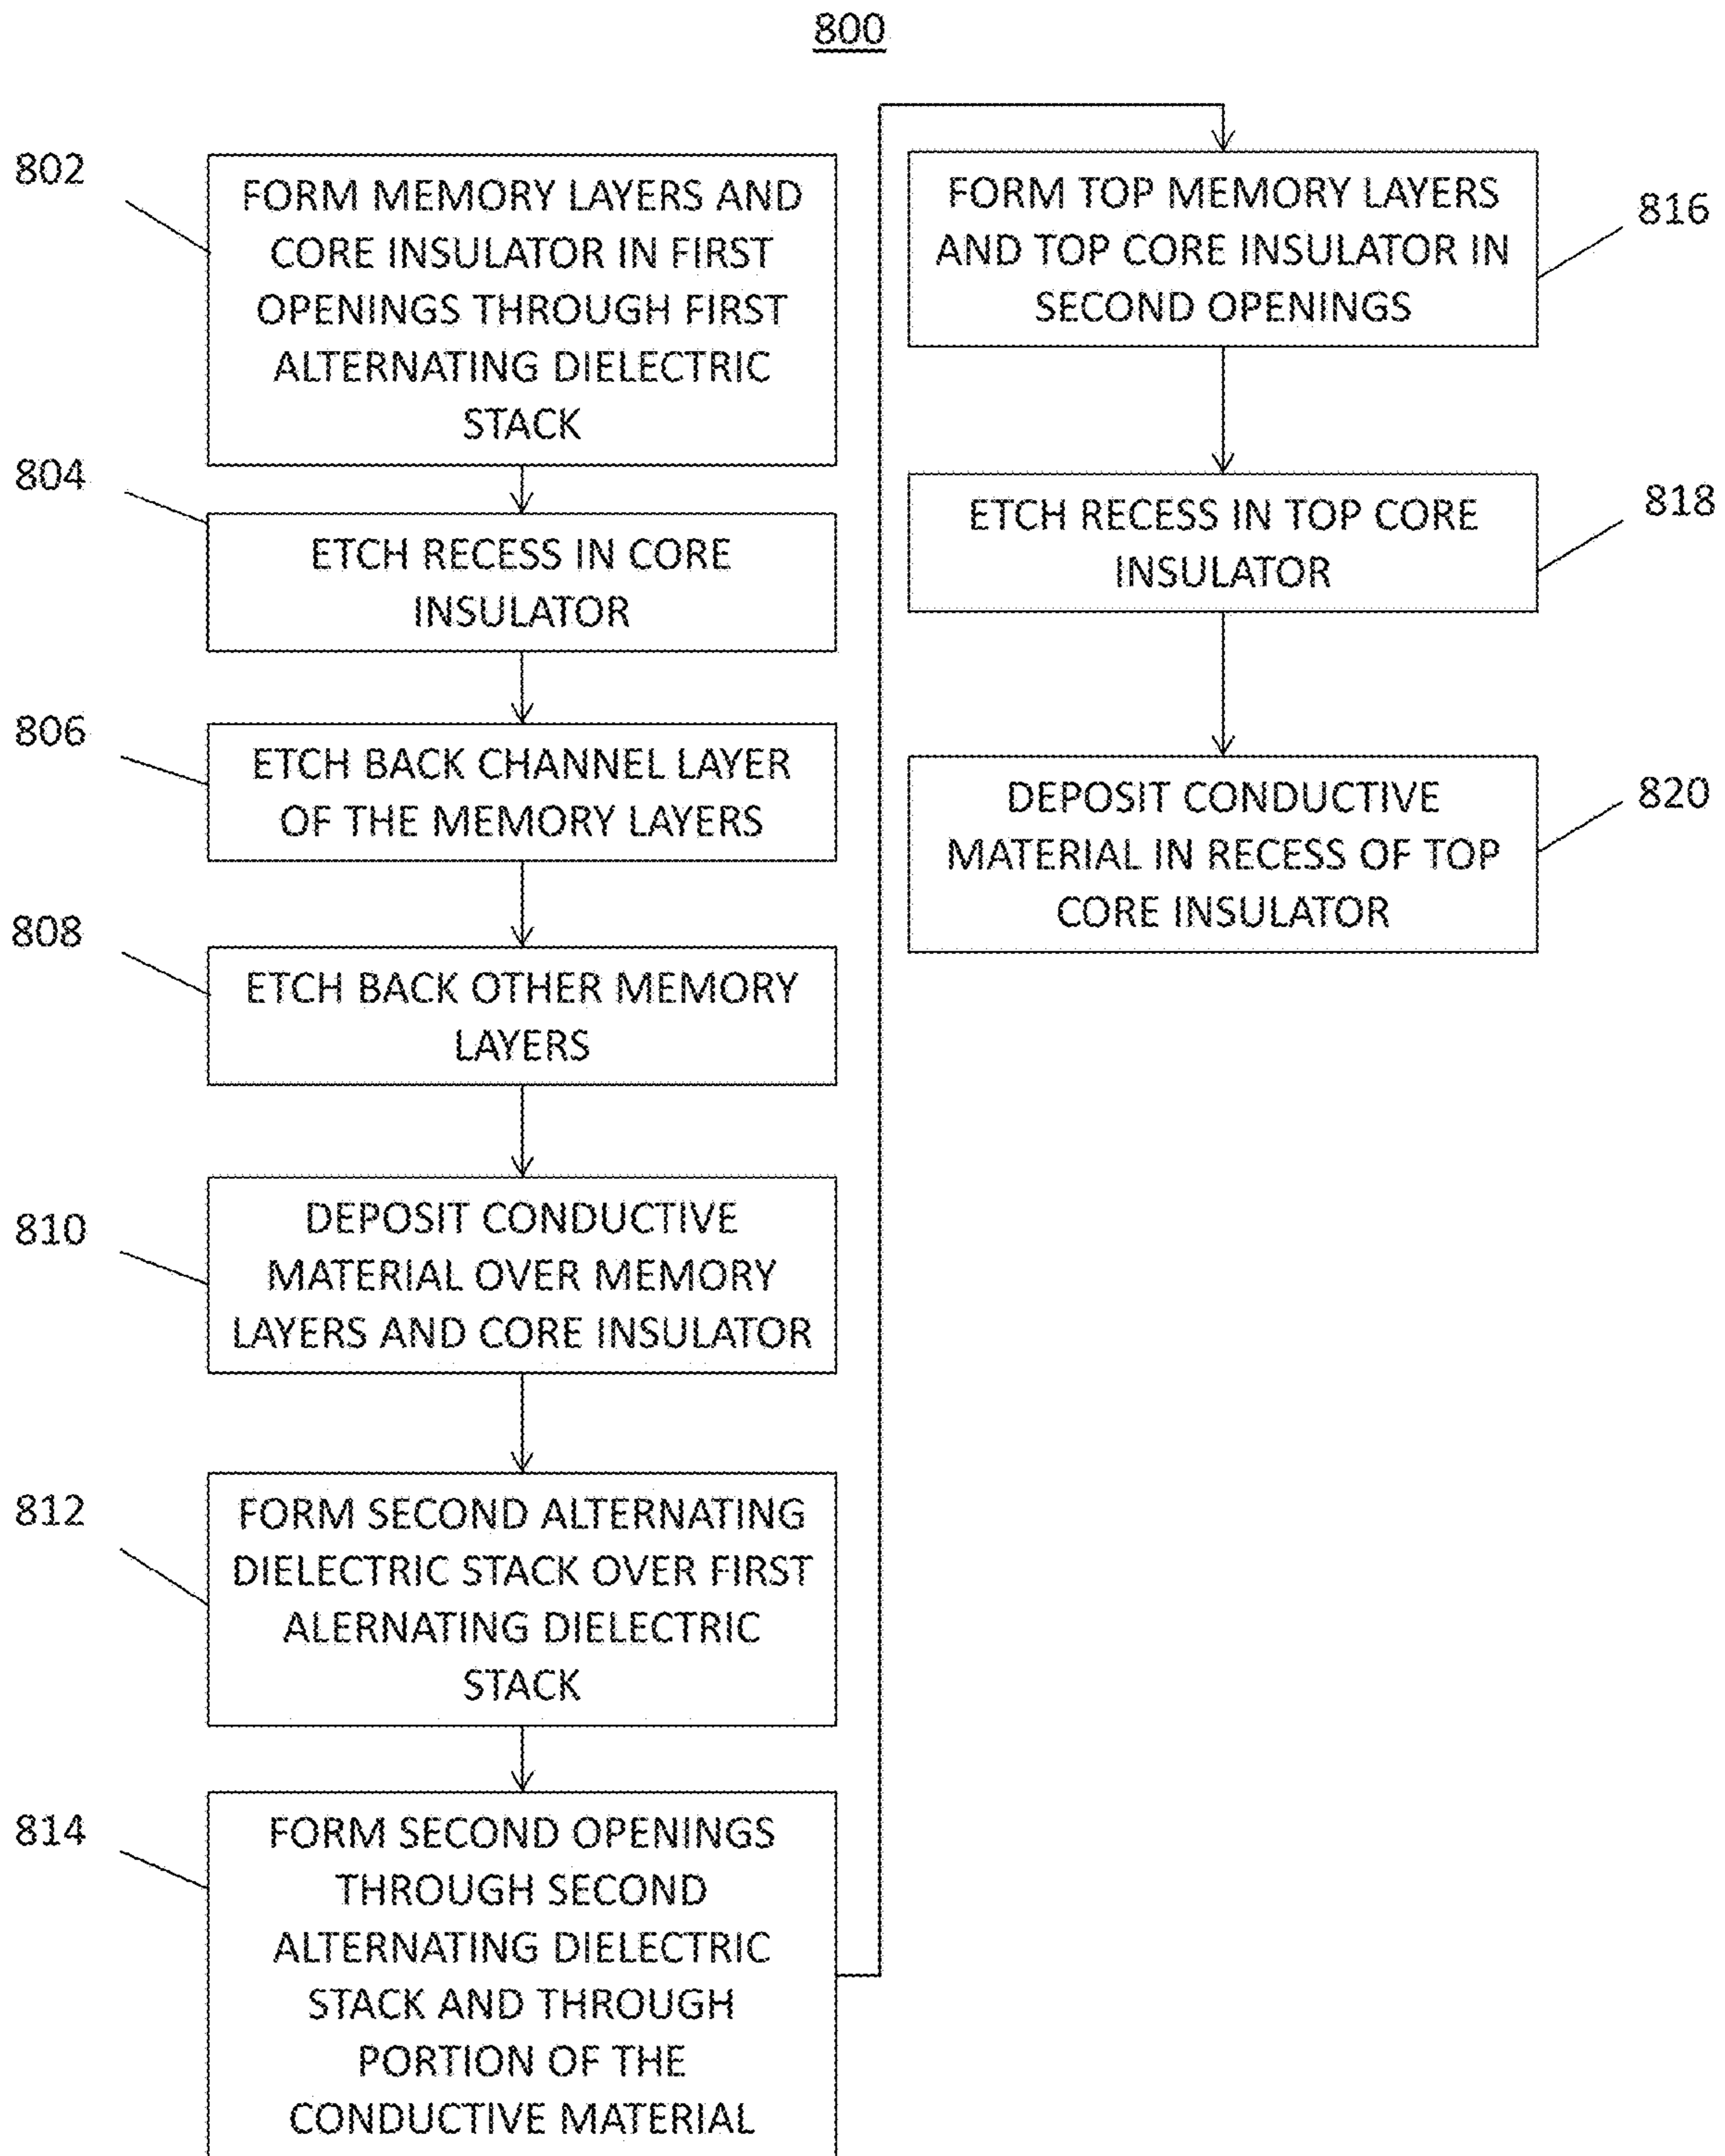 800
802
FORM MEMORY LAYERS AND
CORE INSULATOR IN FIRST
OPENINGS THROUGH FIRST
ALTERNATING DIELECTRIC
STACK
804
ETCH RECESS IN CORE
INSULATOR
806
ETCH BACK CHANNEL LAYER
OF THE MEMORY LAYERS
808
ETCH BACK OTHER MEMORY
LAYERS
810
DEPOSIT CONDUCTIVE
MATERIAL OVER MEMORY
LAYERS AND CORE INSULATOR
812
FORM SECOND ALTERNATING
DIELECTRIC STACK OVER FIRST
ALERNATING DIELECTRIC
STACK
814
FORM SECOND OPENINGS
THROUGH SECOND
ALTERNATING DIELECTRIC
STACK AND THROUGH
PORTION OF THE
CONDUCTIVE MATERIAL
FORM TOP MEMORY LAYERS
AND TOP CORE INSULATOR IN
SECOND OPENINGS
816
ETCH RECESS IN TOP CORE
INSULATOR
818
DEPOSIT CONDUCTIVE
MATERIAL IN RECESS OF TOP
CORE INSULATOR
820